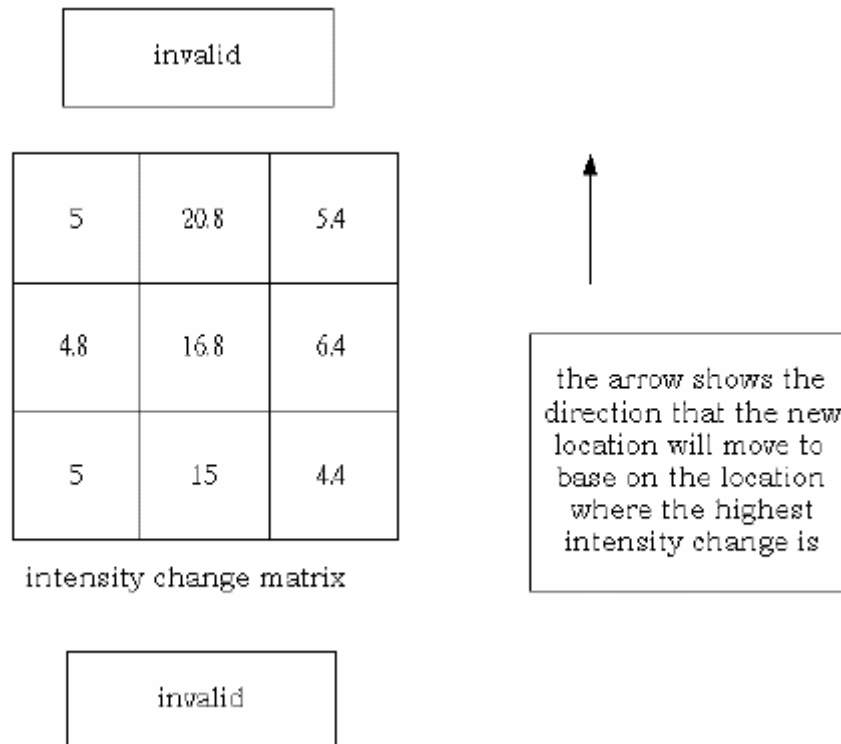 invalid
5 20.8 5.4
4.8 16.8 6.4
5 15 4.4
intensity change matrix
the arrow shows the
direction that the new
location will move to
base on the location
where the highest
intensity change is
invalid